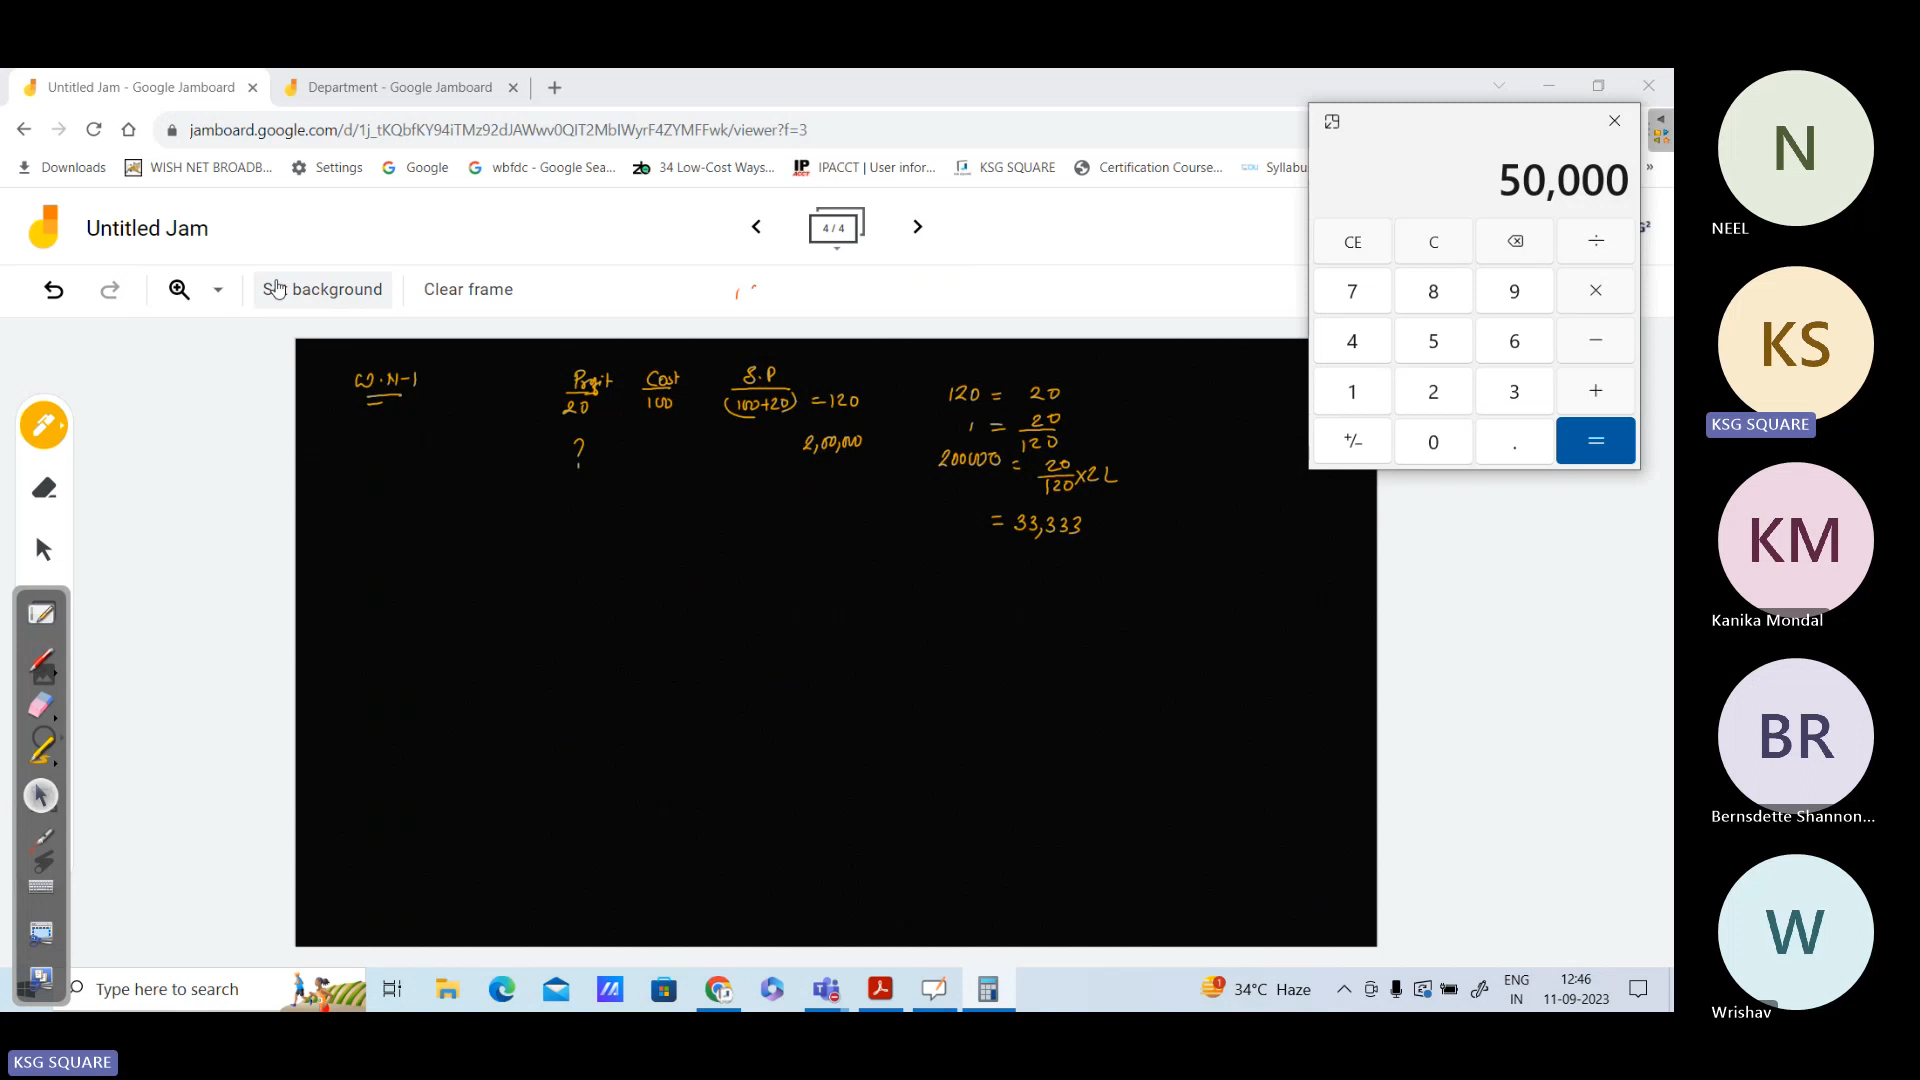 Untitled Jam - Google Jamboard
Department - Google Jamboard
jamboard.google.com/d/1j_tKQbfKY94iTMz92dJAWwv0QIT2MbIWyrF4ZYMFFwk/viewer?f=3
Downloads
WISH NET BROADB...
Settings
Google
wbfdc - Google Sea...
34 Low-Cost Ways...
IPACCT | User infor...
KSG SQUARE
Certification Course...
Syllabu
»
Untitled Jam
4 / 4
background
Clear frame
50,000
CE C ÷
7 8 9 ×
4 5 6 −
1 2 3 +
+/− 0 . =
W.N-1
Profit Cost S.P
20 100 (100+20) = 120
? 2,00,000
120 = 20
1 = 20
120
200000 = 20 × 2 L
120
= 33,333
Type here to search
34°C Haze
ENG
IN
12:46
11-09-2023
N
NEEL
KS
KSG SQUARE
KM
Kanika Mondal
BR
Bernsdette Shannon...
W
Wrishav
KSG SQUARE